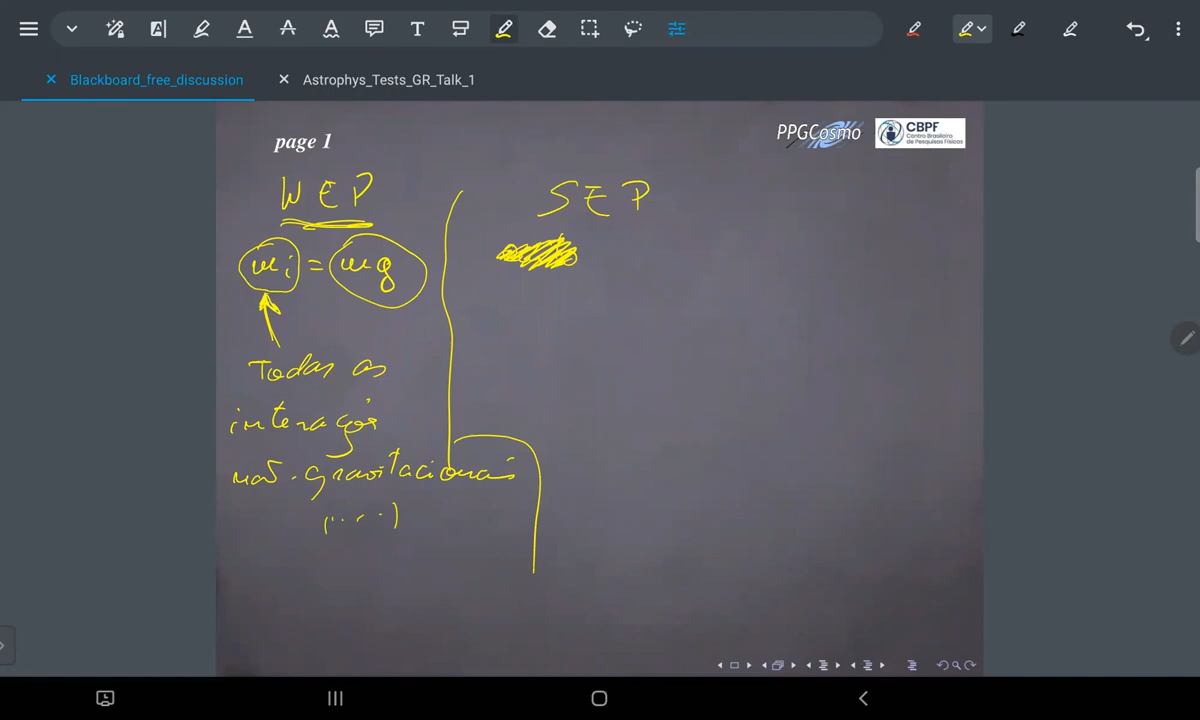 Blackboard_free_discussion
Astrophys_Tests_GR_Talk_1
page 1
PPGCosmo
CBPF
Centro Brasileiro
de Pesquisas Físicas
WEP
SEP
mi = mg
Todas as
interações
não-gravitacionais
(....)